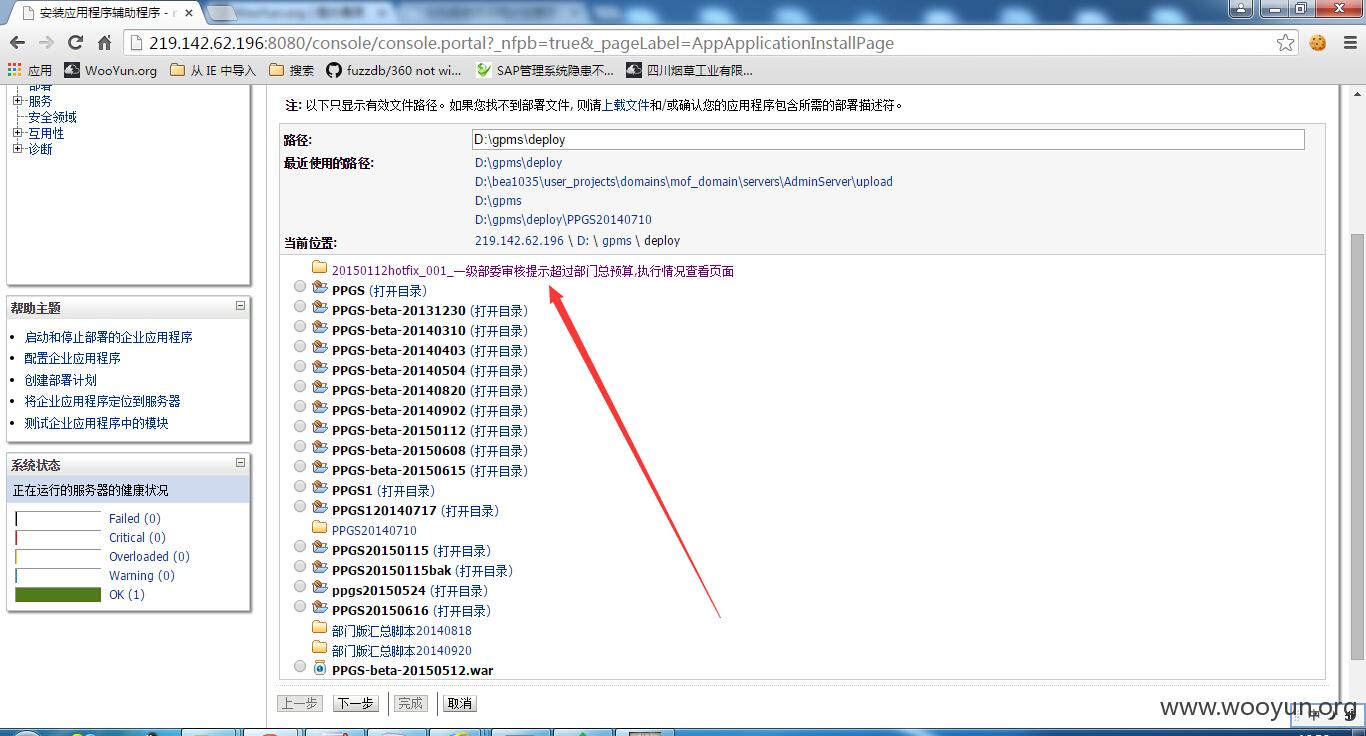 安装应用程序辅助程序 - r
219.142.62.196:8080/console/console.portal?_nfpb=true&_pageLabel=AppApplicationInstallPage
应用 WooYun.org 从 IE 中导入 搜索 fuzzdb/360 not wi... SAP管理系统隐患不... 四川烟草工业有限...
部署
服务
安全领域
互用性
诊断
注: 以下只显示有效文件路径。如果您找不到部署文件, 则请上载文件和/或确认您的应用程序包含所需的部署描述符。
路径: D:\gpms\deploy
最近使用的路径: D:\gpms\deploy
D:\bea1035\user_projects\domains\mof_domain\servers\AdminServer\upload
D:\gpms
D:\gpms\deploy\PPGS20140710
当前位置: 219.142.62.196 \ D: \ gpms \ deploy
20150112hotfix_001_一级部委审核提示超过部门总预算,执行情况查看页面
PPGS (打开目录)
PPGS-beta-20131230 (打开目录)
PPGS-beta-20140310 (打开目录)
PPGS-beta-20140403 (打开目录)
PPGS-beta-20140504 (打开目录)
PPGS-beta-20140820 (打开目录)
PPGS-beta-20140902 (打开目录)
PPGS-beta-20150112 (打开目录)
PPGS-beta-20150608 (打开目录)
PPGS-beta-20150615 (打开目录)
PPGS1 (打开目录)
PPGS120140717 (打开目录)
PPGS20140710
PPGS20150115 (打开目录)
PPGS20150115bak (打开目录)
ppgs20150524 (打开目录)
PPGS20150616 (打开目录)
部门版汇总脚本20140818
部门版汇总脚本20140920
PPGS-beta-20150512.war
上一步 下一步 完成 取消
帮助主题
启动和停止部署的企业应用程序
配置企业应用程序
创建部署计划
将企业应用程序定位到服务器
测试企业应用程序中的模块
系统状态
正在运行的服务器的健康状况
Failed (0)
Critical (0)
Overloaded (0)
Warning (0)
OK (1)
www.wooyun.org
中